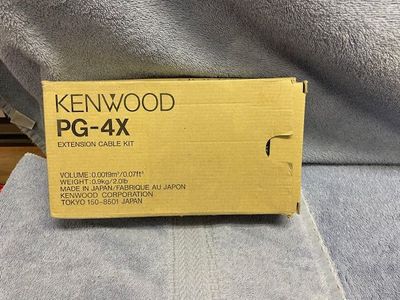 KENWOOD
PG-4X
EXTENSION CABLE KIT
VOLUME:0.0019m³/0.07ft³
WEIGHT:0.9kg/2.0lb
MADE IN JAPAN/FABRIQUE AU JAPON
KENWOOD CORPORATION
TOKYO 150-8501 JAPAN